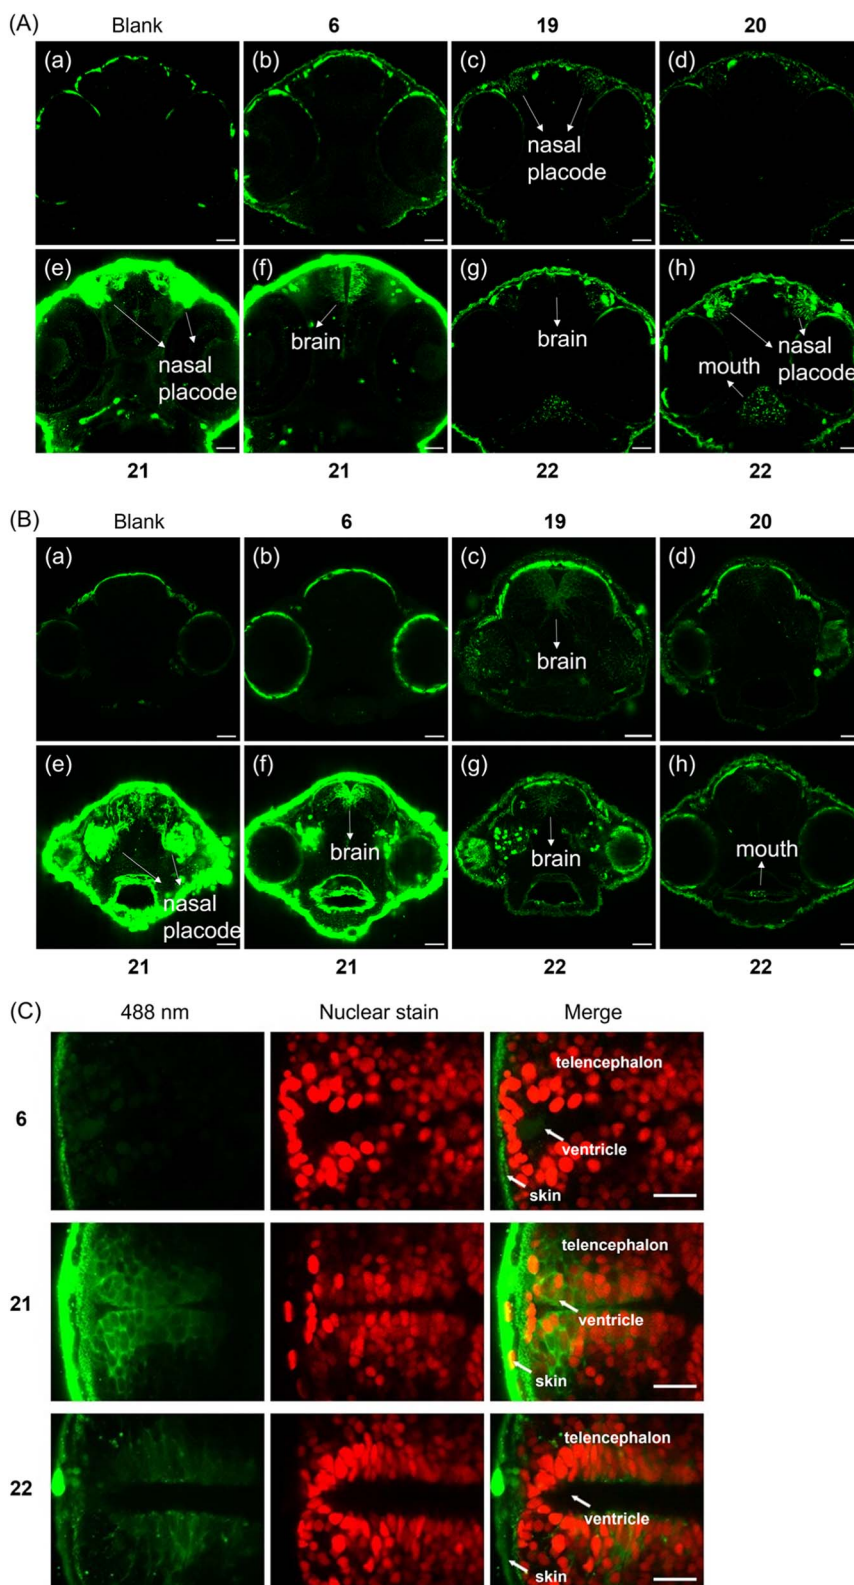 (A) Blank 6 19 20
(a) (b) (c) (d)
nasal
placode
(e) (f) (g) (h)
nasal
placode
brain
brain
mouth
nasal
placode
21 21 22 22
(B) Blank 6 19 20
(a) (b) (c) (d)
brain
(e) (f) (g) (h)
nasal
placode
brain
brain
mouth
21 21 22 22
(C) 488 nm Nuclear stain Merge
6
telencephalon
ventricle
skin
21
telencephalon
ventricle
skin
22
telencephalon
ventricle
skin